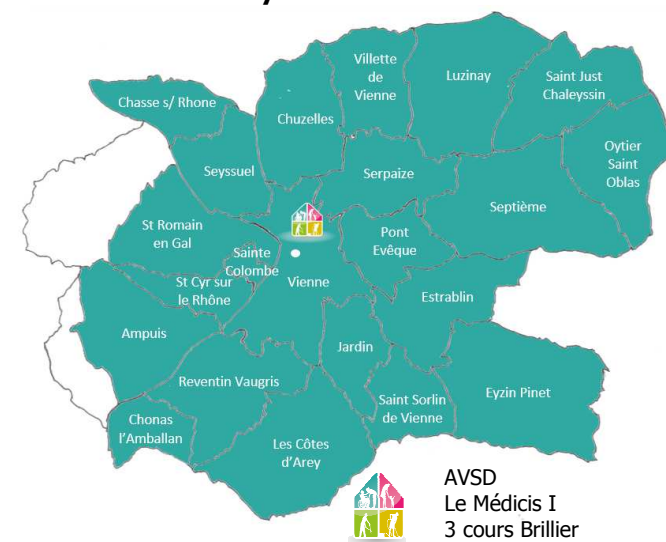 Villette
de
Vienne
Luzinay
Saint Just
Chaleyssin
Chasse s/ Rhone
Chuzelles
Oytier
Saint
Oblas
Seyssuel
Serpaize
Septième
St Romain
en Gal
Pont
Evêque
Sainte
Colombe
St Cyr sur
le Rhône
Vienne
Estrablin
Ampuis
Jardin
Reventin Vaugris
Saint Sorlin
de Vienne
Eyzin Pinet
Chonas
l’Amballan
Les Côtes
d’Arey
AVSD
Le Médicis I
3 cours Brillier